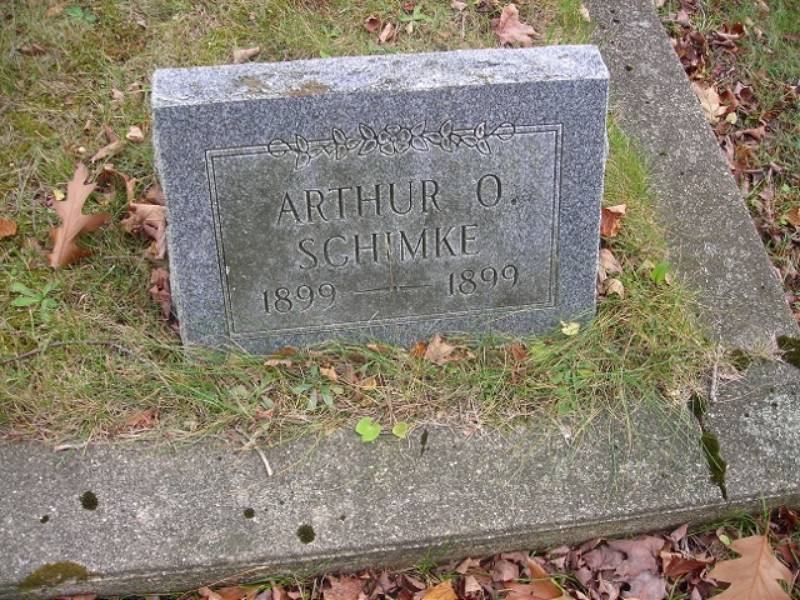 ARTHUR O.
SCHIMKE
1899 — 1899